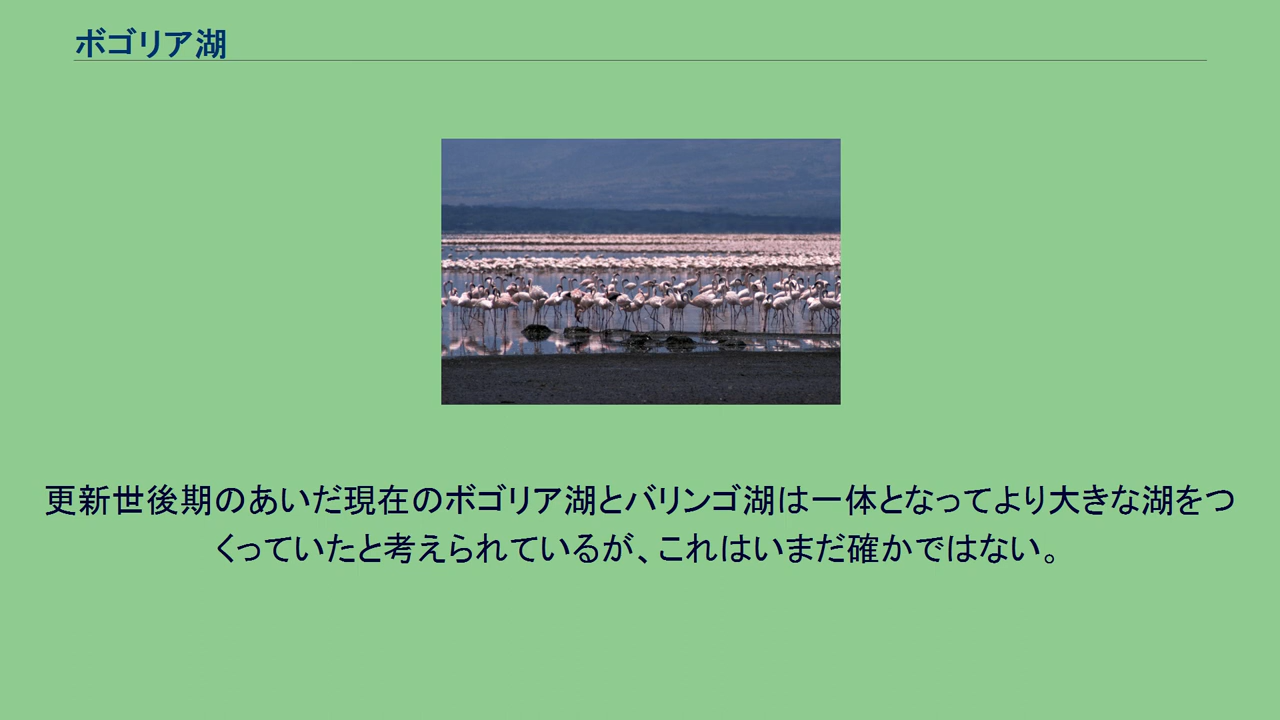 ボゴリア湖
更新世後期のあいだ現在のボゴリア湖とバリンゴ湖は一体となってより大きな湖をつ
くっていたと考えられているが、これはいまだ確かではない。